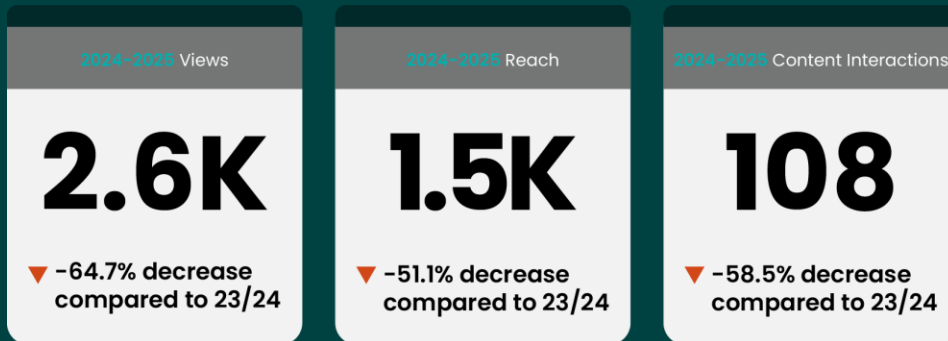 2024-2025 Views
2.6K
-64.7% decrease
compared to 23/24
2024-2025 Reach
1.5K
-51.1% decrease
compared to 23/24
2024-2025 Content Interactions
108
-58.5% decrease
compared to 23/24